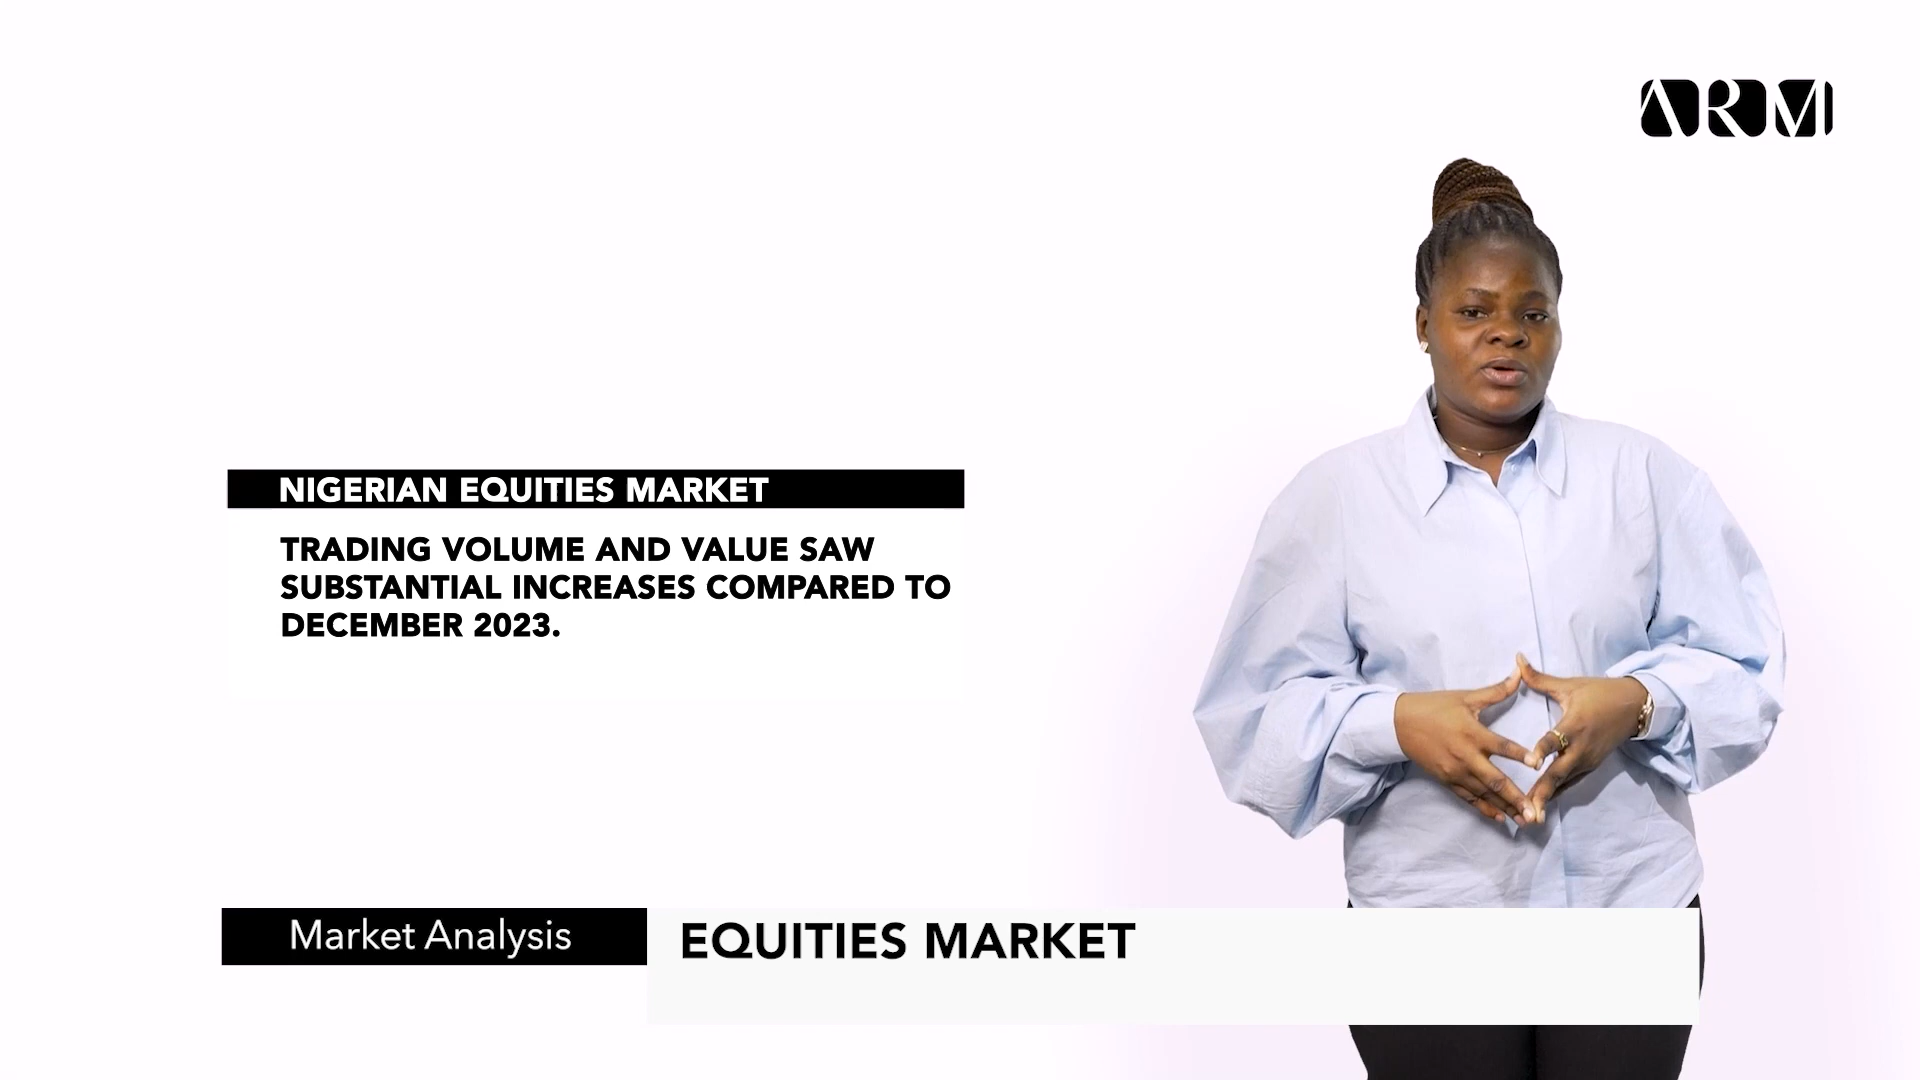 ARM
NIGERIAN EQUITIES MARKET
TRADING VOLUME AND VALUE SAW
SUBSTANTIAL INCREASES COMPARED TO
DECEMBER 2023.
Market Analysis
EQUITIES MARKET